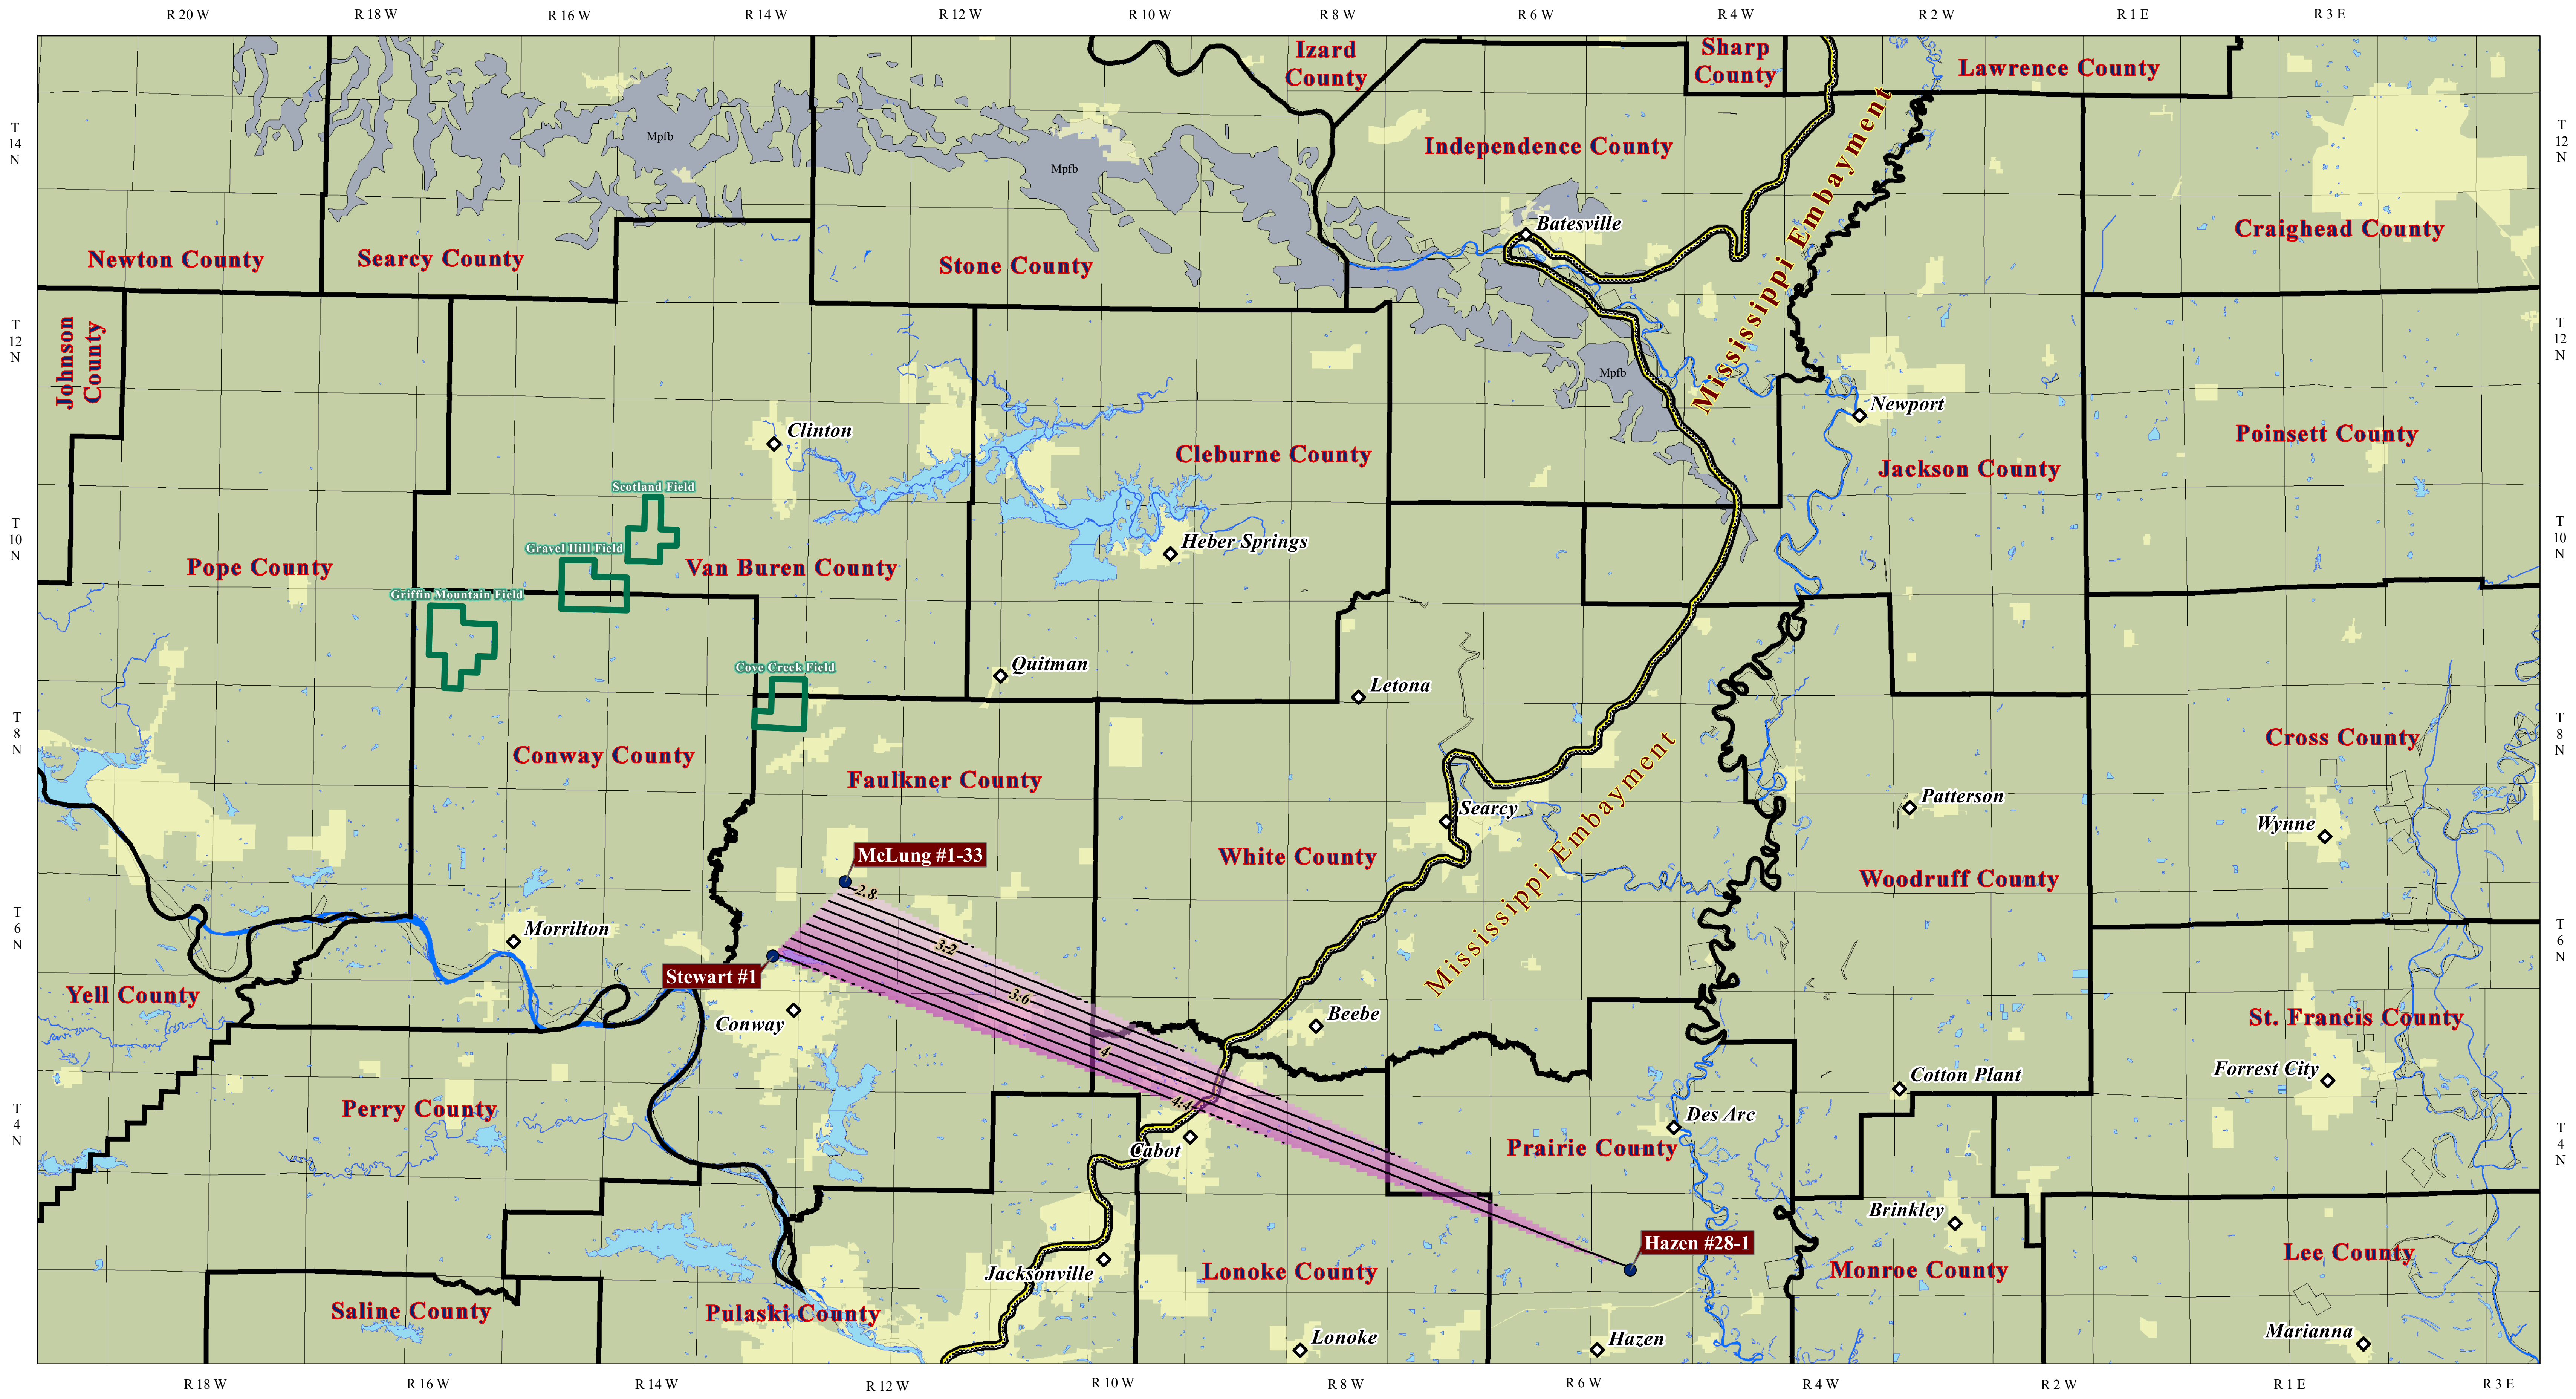 R 20 W
R 18 W
R 16 W
R 14 W
R 12 W
R 10 W
R 8 W
R 6 W
R 4 W
R 2 W
R 1 E
R 3 E
Izard
County
Sharp
County
Lawrence County
T
14
N
Mpfb
Mpfb
Independence County
T
12
N
Mississippi Embayment
Batesville
Craighead County
Newton County
Searcy County
Stone County
T
12
N
Johnson
County
T
12
N
Mpfb
Newport
Clinton
Cleburne County
Poinsett County
Jackson County
Scotland Field
T
10
N
Gravel Hill Field
Heber Springs
T
10
N
Pope County
Van Buren County
Griffin Mountain Field
Cove Creek Field
Quitman
Letona
T
8
N
Conway County
Faulkner County
Mississippi Embayment
Cross County
T
8
N
Searcy
Patterson
Wynne
McLung #1-33
White County
Woodruff County
2.8
T
6
N
Morrilton
3.2
T
6
N
Stewart #1
Yell County
3.6
Conway
Beebe
St. Francis County
4
Forrest City
Cotton Plant
T
4
N
Perry County
4.4
Des Arc
Cabot
Prairie County
T
4
N
Brinkley
Hazen #28-1
Jacksonville
Lonoke County
Monroe County
Lee County
Saline County
Pulaski County
Lonoke
Hazen
Marianna
R 18 W
R 16 W
R 14 W
R 12 W
R 10 W
R 8 W
R 6 W
R 4 W
R 2 W
R 1 E
R 3 E